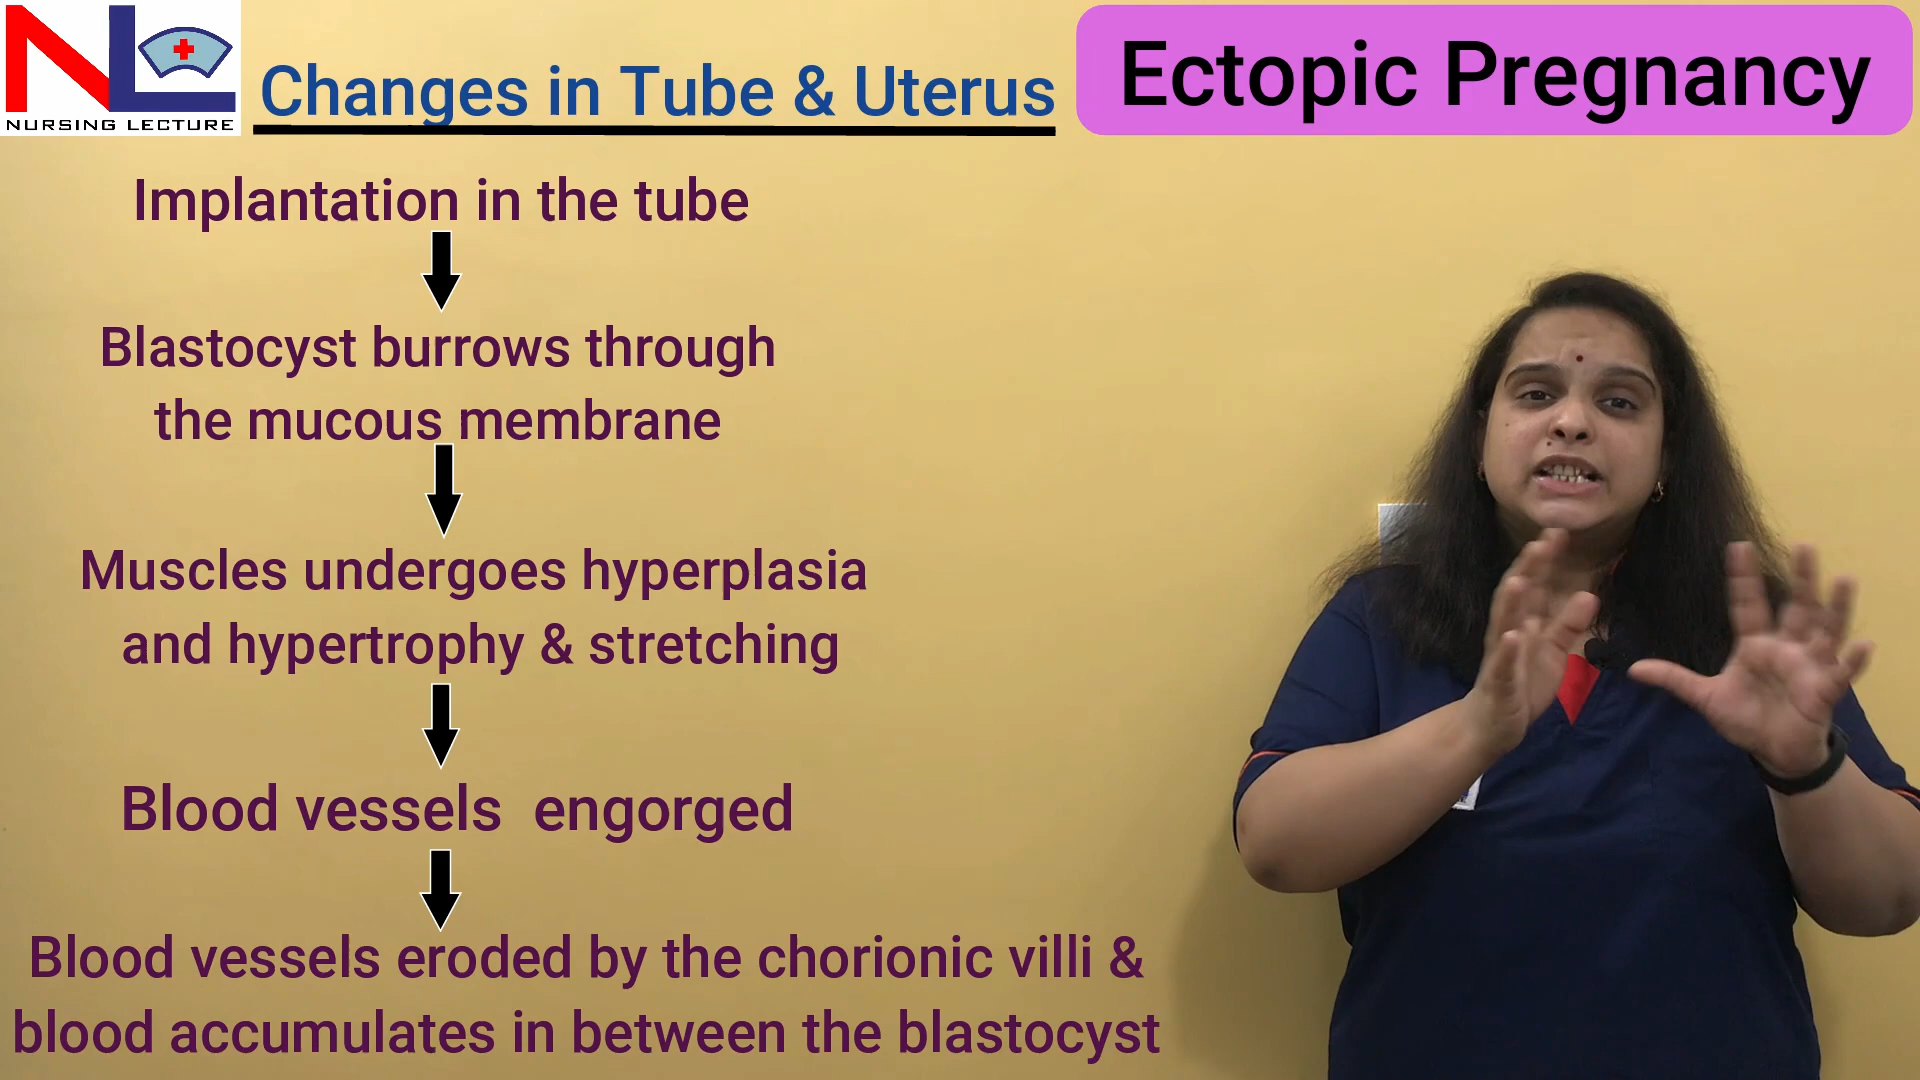 NL
NURSING LECTURE
Changes in Tube & Uterus
Ectopic Pregnancy
Implantation in the tube
Blastocyst burrows through
the mucous membrane
Muscles undergoes hyperplasia
and hypertrophy & stretching
Blood vessels engorged
Blood vessels eroded by the chorionic villi &
blood accumulates in between the blastocyst